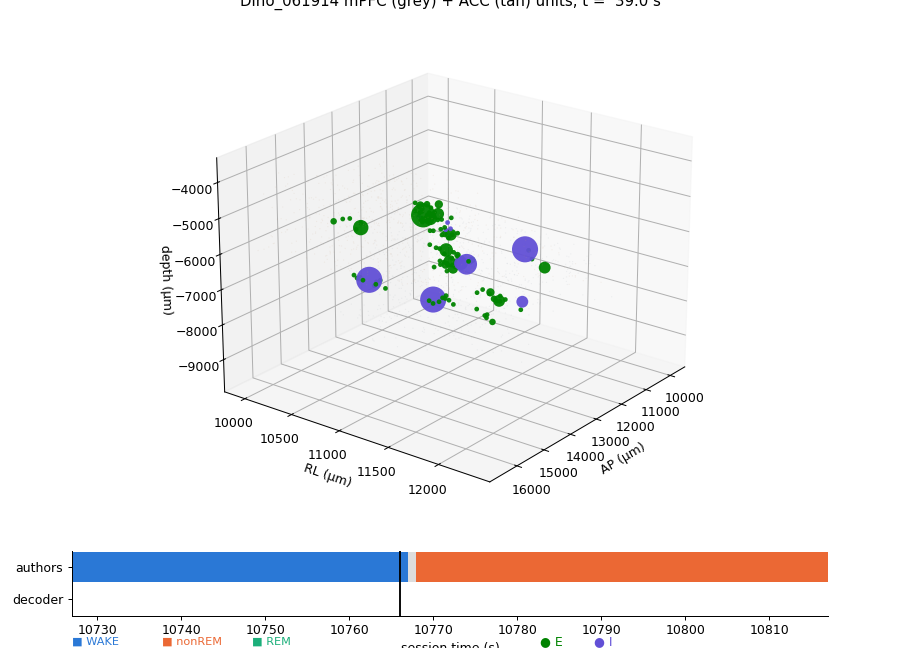 Dino_061914 mPFC (grey) + ACC (tan) units, t = 39.0 s
−4000
−5000
−6000
−7000
−8000
−9000
depth (μm)
10000
10500
11000
11500
12000
RL (μm)
10000
11000
12000
13000
14000
15000
16000
AP (μm)
authors
decoder
10730 10740 10750 10760 10770 10780 10790 10800 10810
session time (s)
WAKE nonREM REM E I